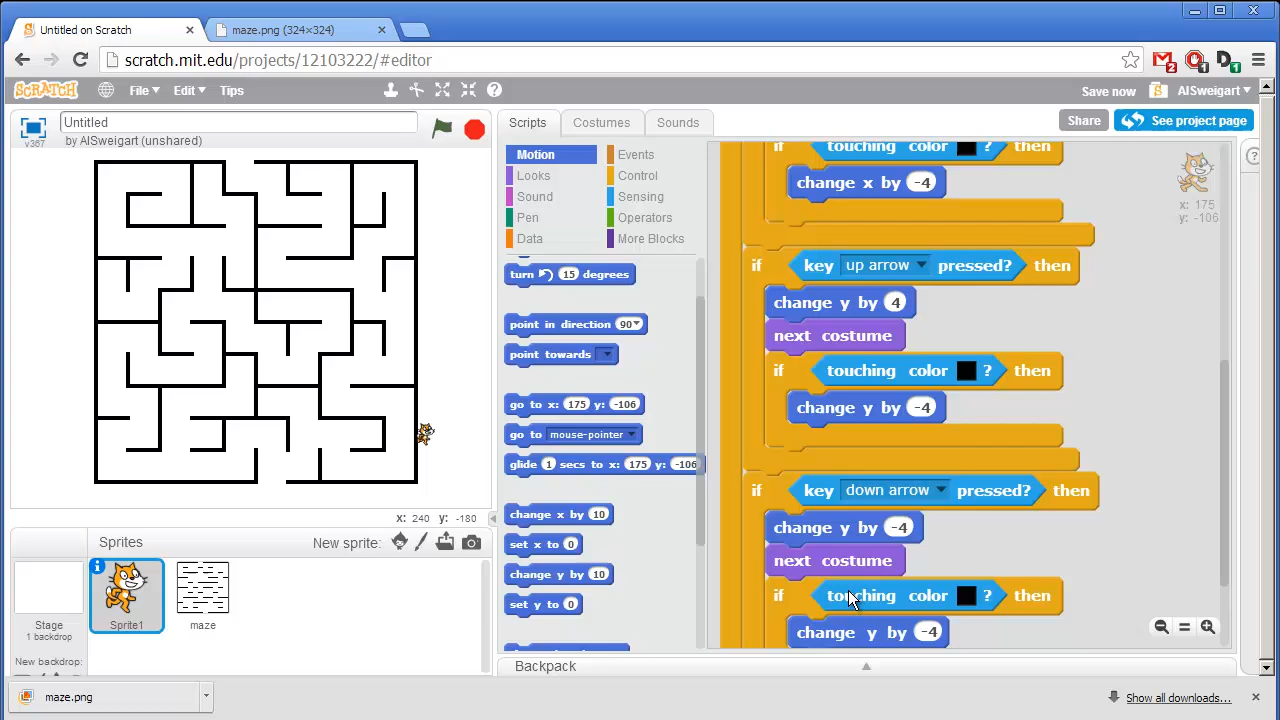 Untitled on Scratch
maze.png (324×324)
scratch.mit.edu/projects/12103222/#editor
2
1
1
SCRATCH
File
Edit
Tips
Save now
AlSweigart
v367
Untitled
by AlSweigart (unshared)
Scripts
Costumes
Sounds
Share
See project page
Motion
Looks
Sound
Pen
Data
Events
Control
Sensing
Operators
More Blocks
turn 15 degrees
point in direction 90
point towards
go to x: 175 y: -106
go to mouse-pointer
glide 1 secs to x: 175 y: -106
change x by 10
set x to 0
change y by 10
set y to 0
if touching color ? then
change x by -4
if key up arrow pressed? then
change y by 4
next costume
if touching color ? then
change y by -4
if key down arrow pressed? then
change y by -4
next costume
if touching color ? then
change y by -4
x: 175
y: -106
?
x: 240 y: -180
Sprites
New sprite:
Stage
1 backdrop
New backdrop:
Sprite1
maze
Backpack
maze.png
Show all downloads...